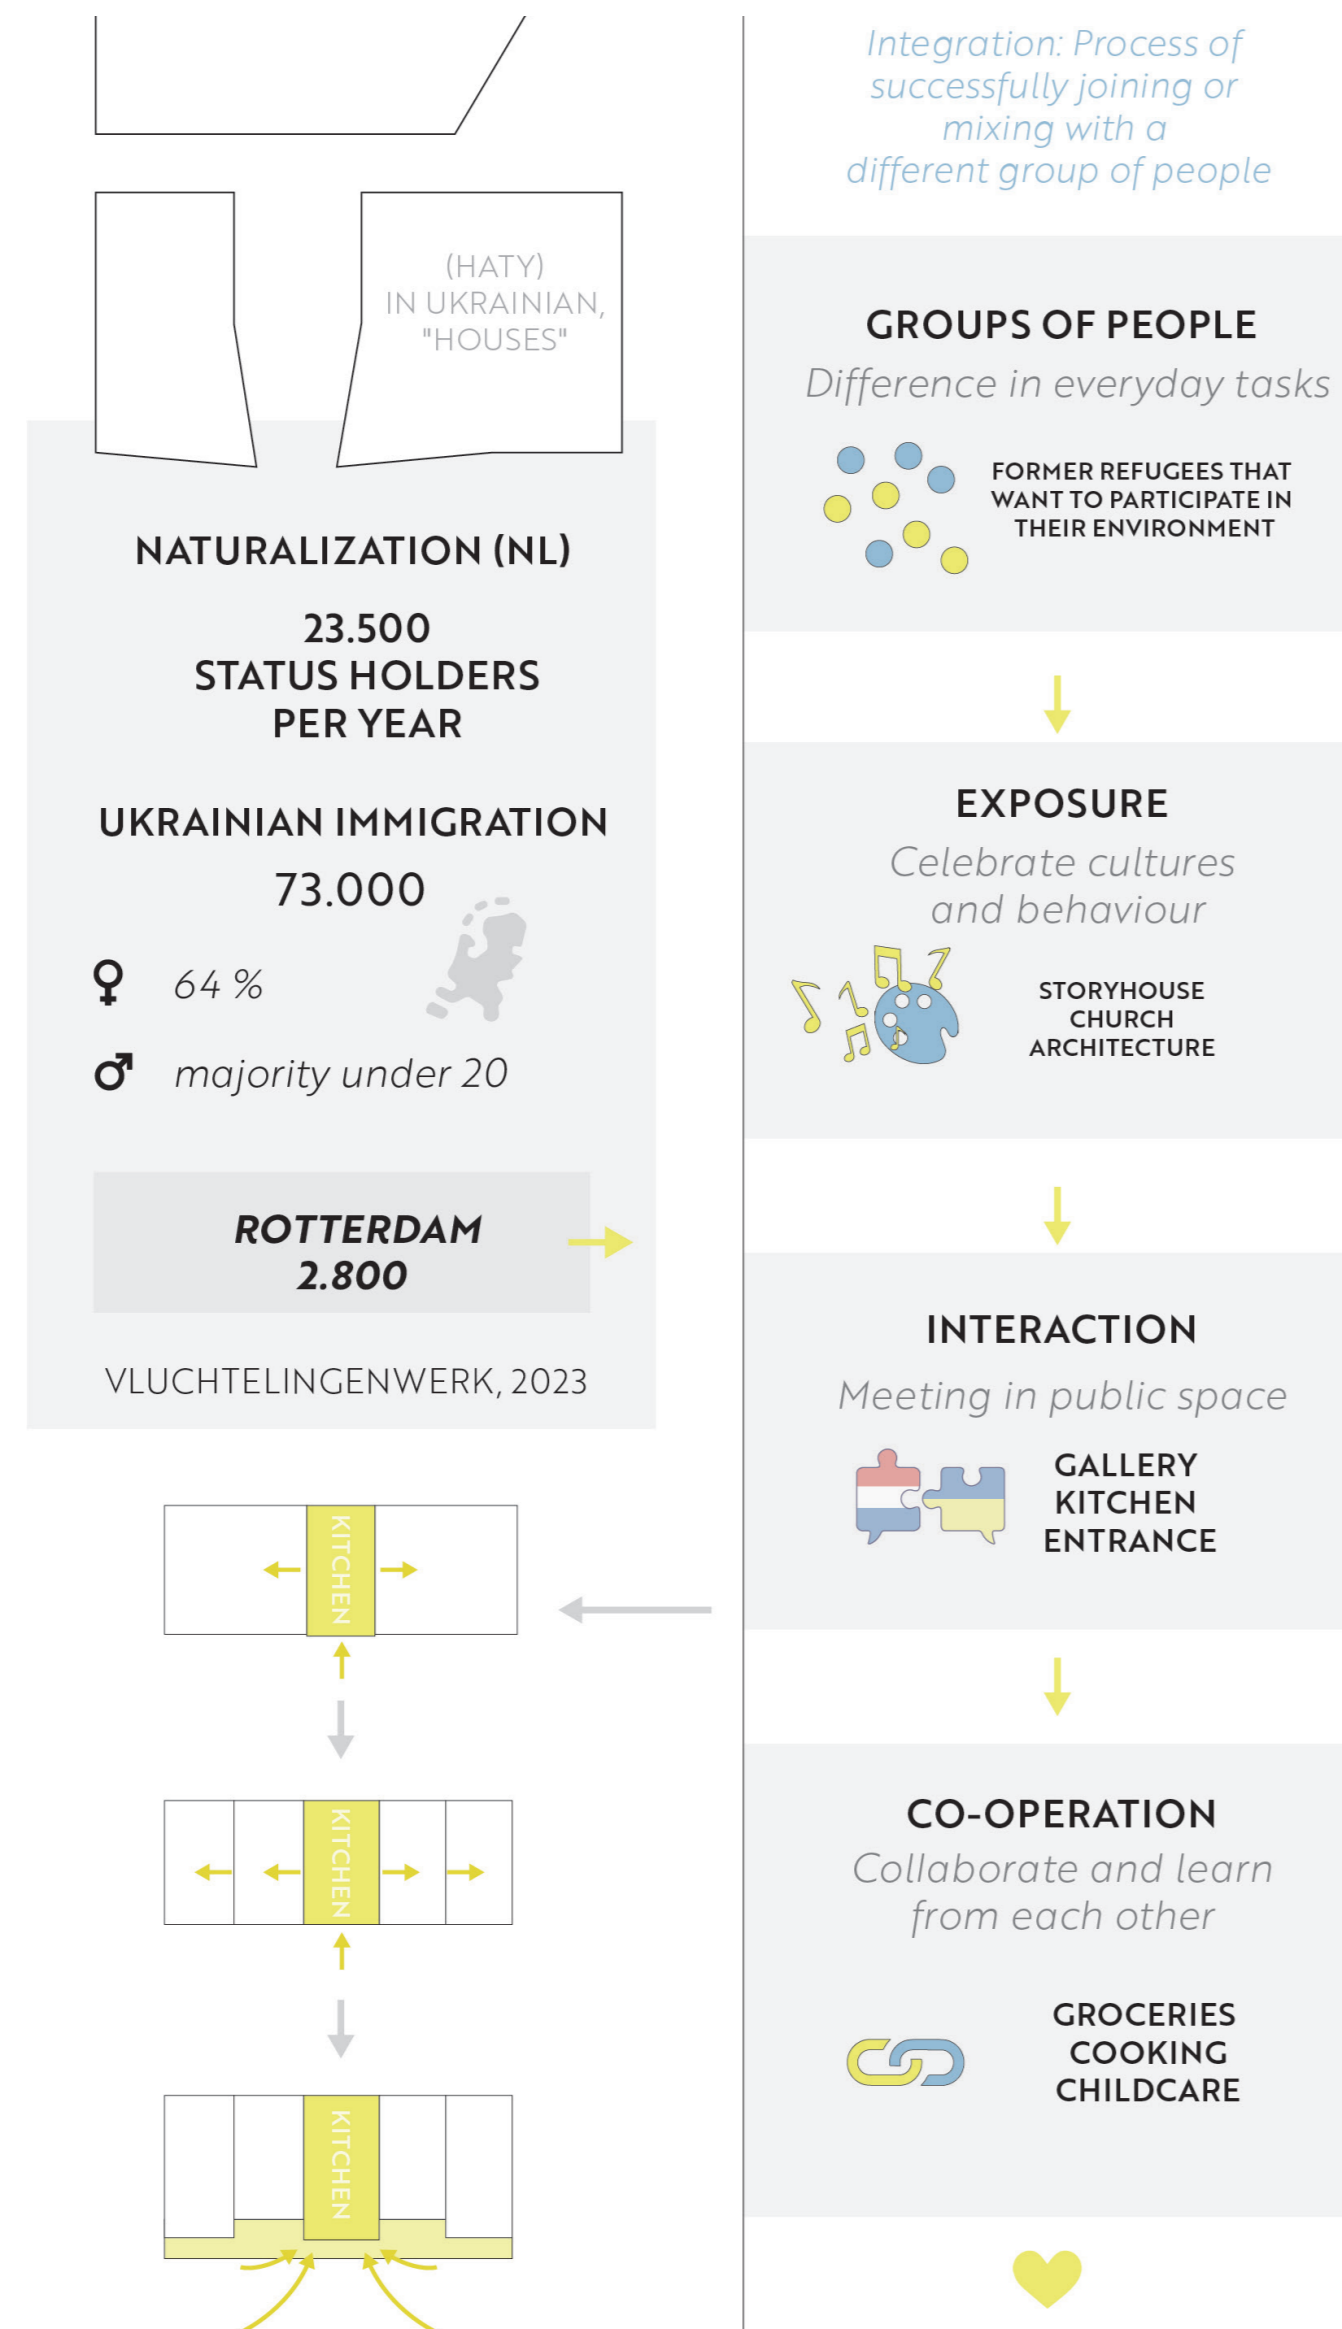 (HATY)
IN UKRAINIAN,
"HOUSES"
NATURALIZATION (NL)
23.500
STATUS HOLDERS
PER YEAR
UKRAINIAN IMMIGRATION
73.000
♀ 64 %
♂ majority under 20
ROTTERDAM
2.800
VLUCHTELINGENWERK, 2023
KITCHEN
KITCHEN
KITCHEN
Integration: Process of
successfully joining or
mixing with a
different group of people
GROUPS OF PEOPLE
Difference in everyday tasks
FORMER REFUGEES THAT
WANT TO PARTICIPATE IN
THEIR ENVIRONMENT
EXPOSURE
Celebrate cultures
and behaviour
STORYHOUSE
CHURCH
ARCHITECTURE
INTERACTION
Meeting in public space
GALLERY
KITCHEN
ENTRANCE
CO-OPERATION
Collaborate and learn
from each other
GROCERIES
COOKING
CHILDCARE